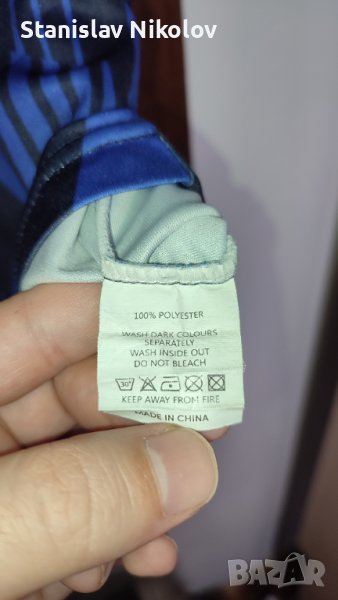 Stanislav Nikolov
100% POLYESTER
WASH DARK COLOURS
SEPARATELY
WASH INSIDE OUT
DO NOT BLEACH
30°
KEEP AWAY FROM FIRE
MADE IN CHINA
BAZAR